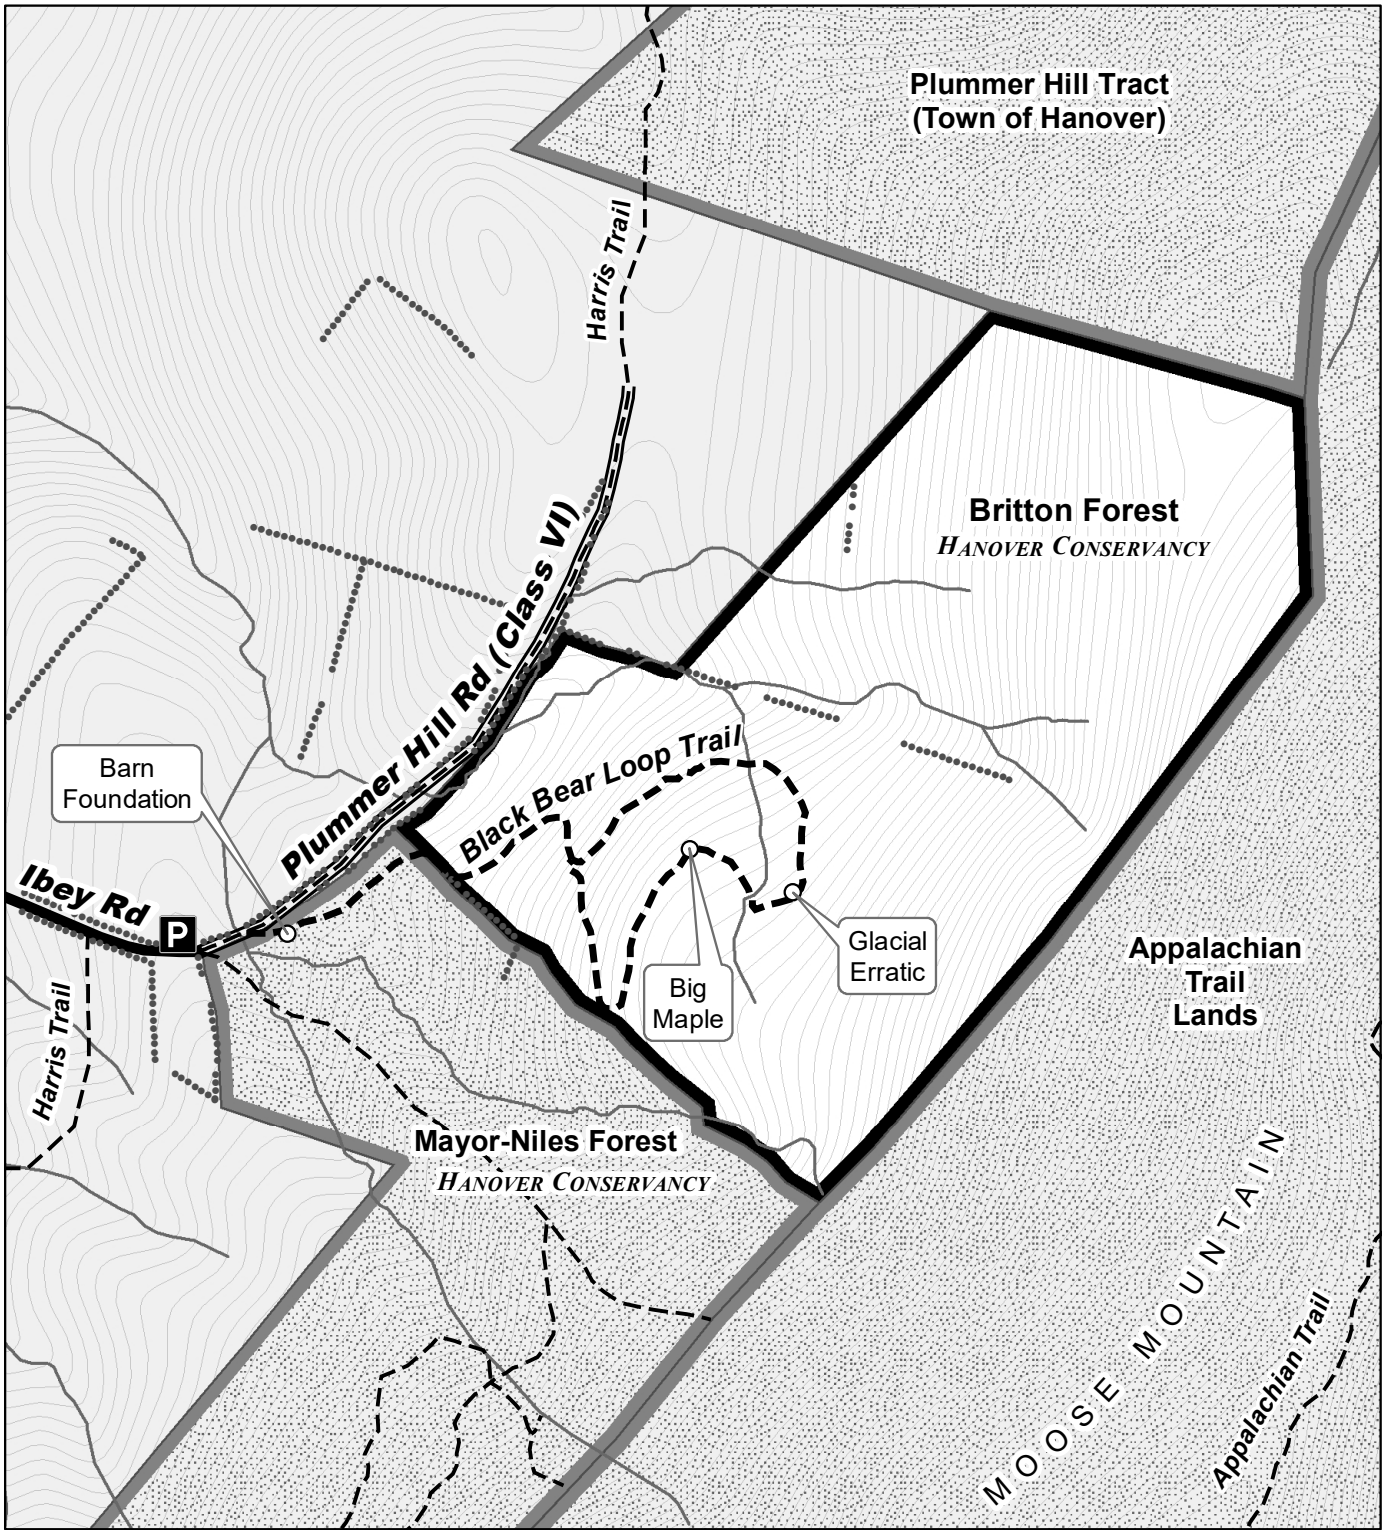 Plummer Hill Tract
(Town of Hanover)
Harris Trail
Britton Forest
HANOVER CONSERVANCY
Plummer Hill Rd (Class VI)
Black Bear Loop Trail
Barn
Foundation
Ibey Rd
P
Glacial
Erratic
Big
Maple
Appalachian
Trail
Lands
Harris Trail
Mayor-Niles Forest
HANOVER CONSERVANCY
MOOSE MOUNTAIN
Appalachian Trail